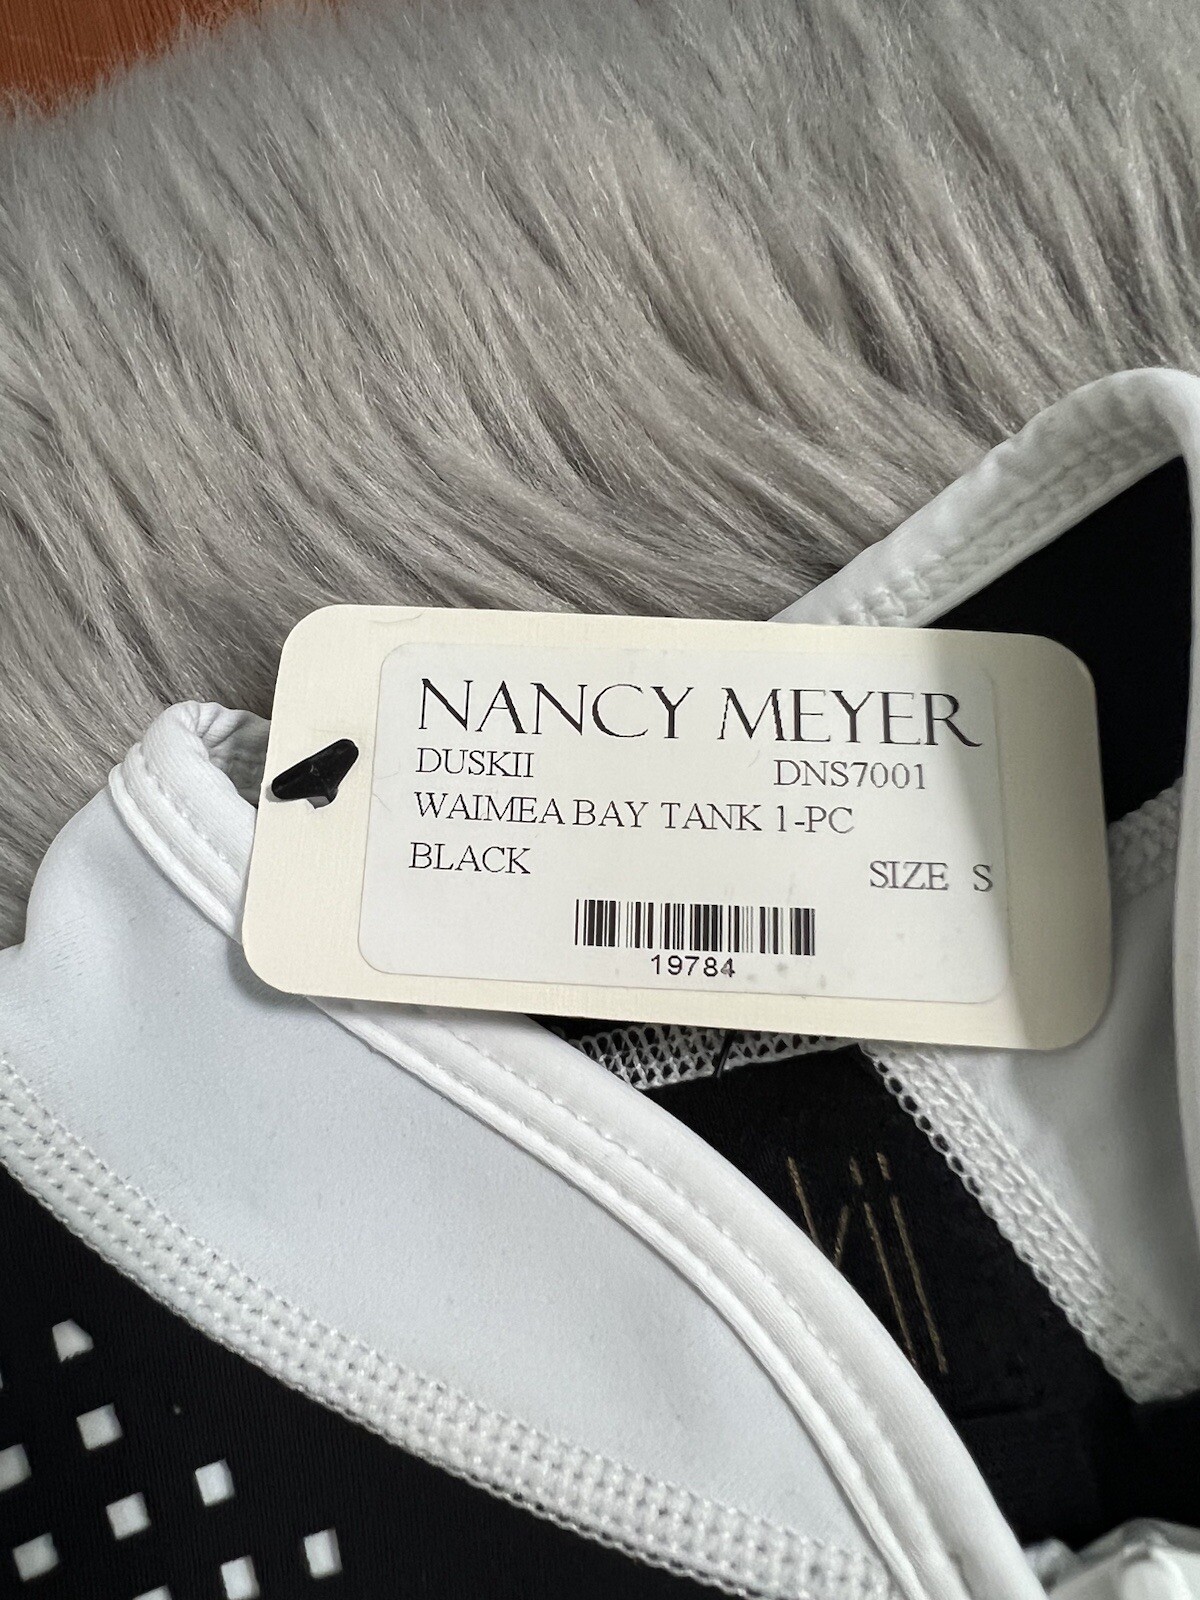 NANCY MEYER
DUSKII DNS7001
WAIMEA BAY TANK 1-PC
BLACK SIZE S
19784